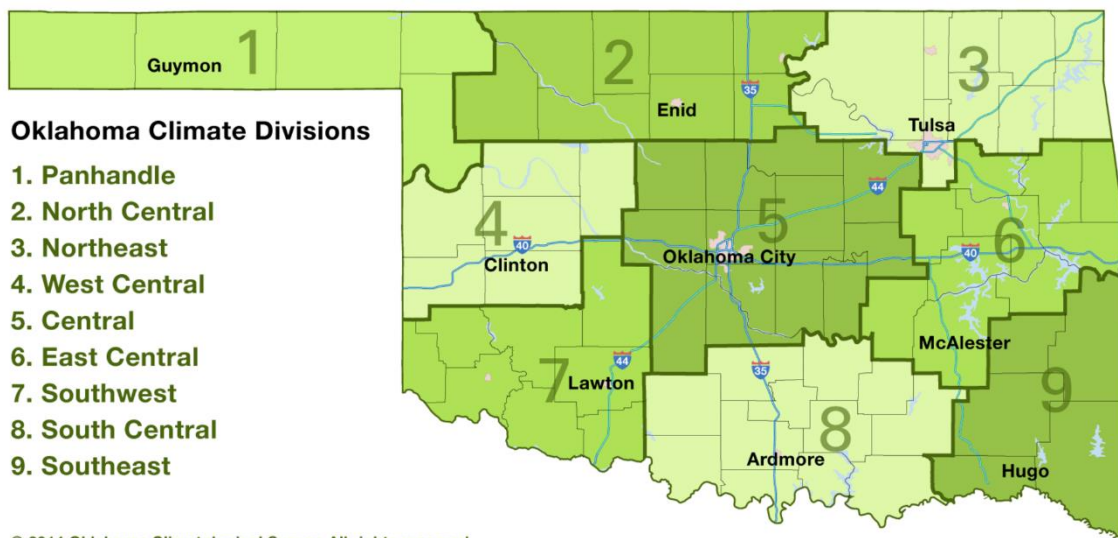 1
Guymon
2
Enid
35
3
Tulsa
Oklahoma Climate Divisions
1. Panhandle
2. North Central
3. Northeast
4. West Central
5. Central
6. East Central
7. Southwest
8. South Central
9. Southeast
4
40
Clinton
44
5
Oklahoma City
6
40
McAlester
7
44
Lawton
35
8
Ardmore
9
Hugo